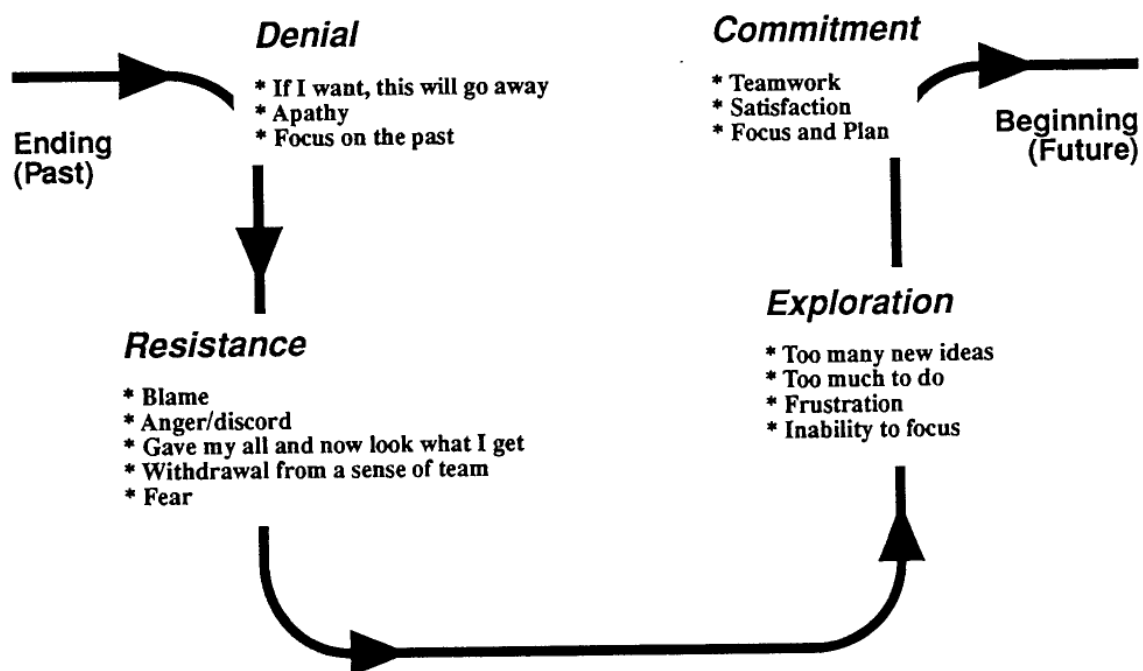 Denial
* If I want, this will go away
* Apathy
* Focus on the past
Ending
(Past)
Resistance
* Blame
* Anger/discord
* Gave my all and now look what I get
* Withdrawal from a sense of team
* Fear
Exploration
* Too many new ideas
* Too much to do
* Frustration
* Inability to focus
Commitment
* Teamwork
* Satisfaction
* Focus and Plan
Beginning
(Future)